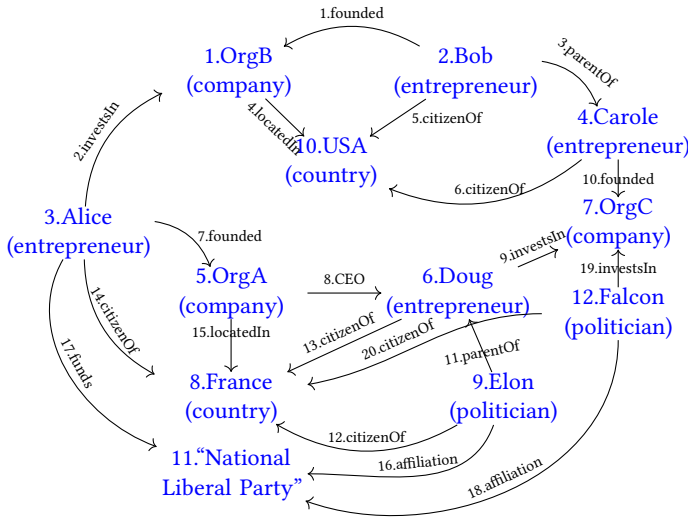 1.founded
1.OrgB
(company)
2.Bob
(entrepreneur)
3.parentOf
2.investsIn
4.locatedIn
5.citizenOf
10.USA
(country)
4.Carole
(entrepreneur)
6.citizenOf
10.founded
3.Alice
(entrepreneur)
7.founded
7.OrgC
(company)
9.investsIn
19.investsIn
5.OrgA
(company)
8.CEO
6.Doug
(entrepreneur)
12.Falcon
(politician)
14.citizenOf
15.locatedIn
13.citizenOf
20.citizenOf
11.parentOf
17.funds
8.France
(country)
9.Elon
(politician)
12.citizenOf
11.“National
Liberal Party”
16.affiliation
18.affiliation